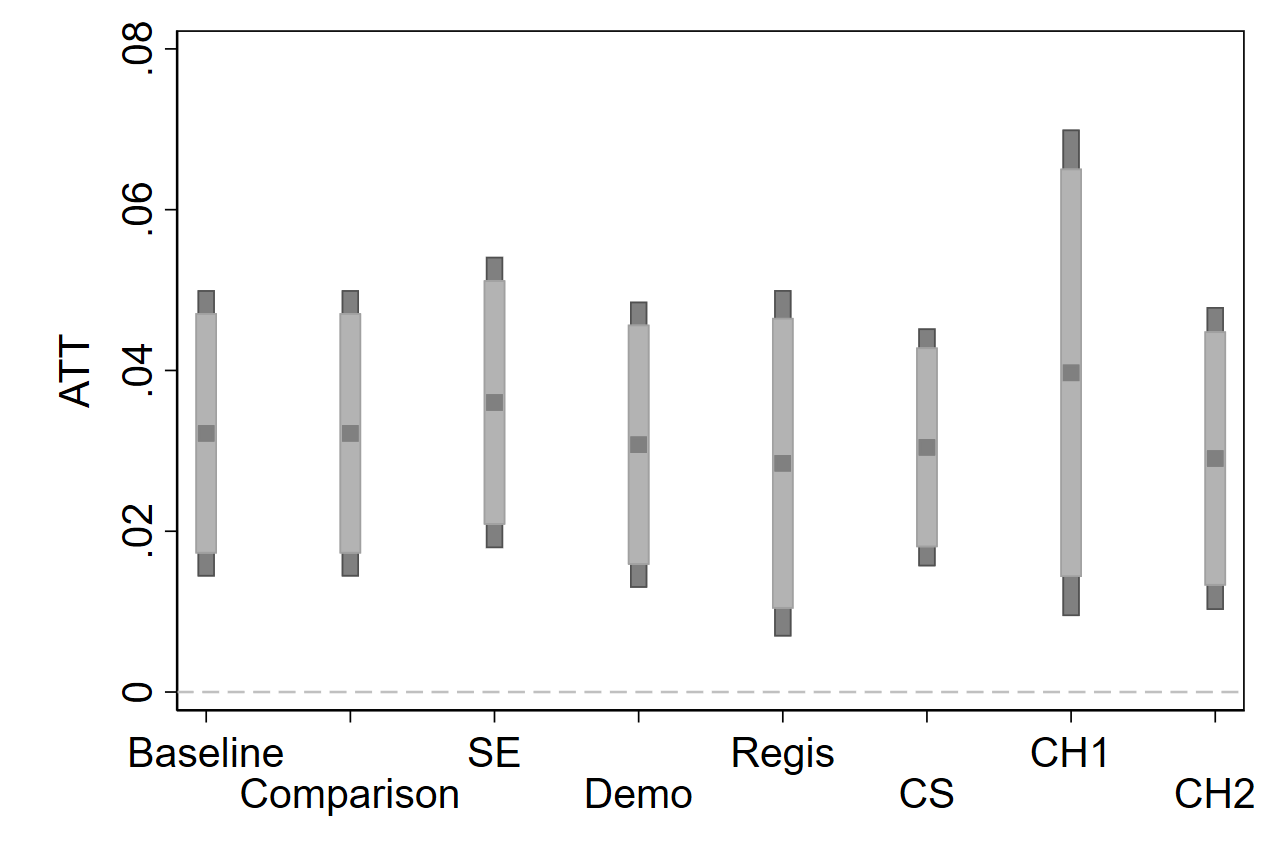 .08
.06
.04
.02
0
ATT
Baseline
SE
Regis
CH1
Comparison
Demo
CS
CH2